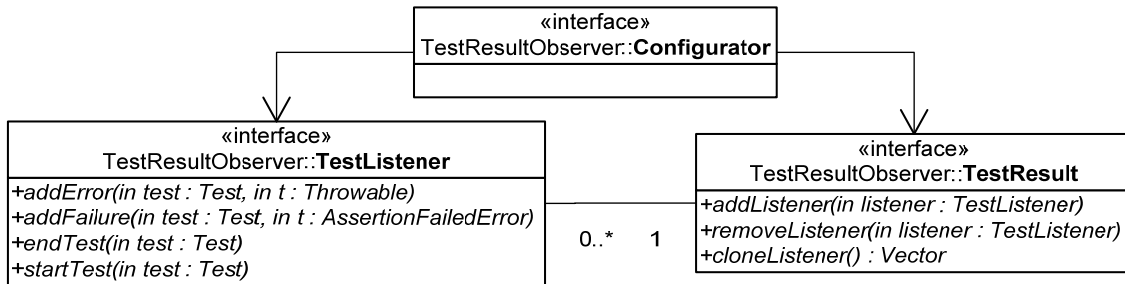 «interface»
TestResultObserver::Configurator
«interface»
TestResultObserver::TestListener
+addError(in test : Test, in t : Throwable)
+addFailure(in test : Test, in t : AssertionFailedError)
+endTest(in test : Test)
+startTest(in test : Test)
0..* 1
«interface»
TestResultObserver::TestResult
+addListener(in listener : TestListener)
+removeListener(in listener : TestListener)
+cloneListener() : Vector